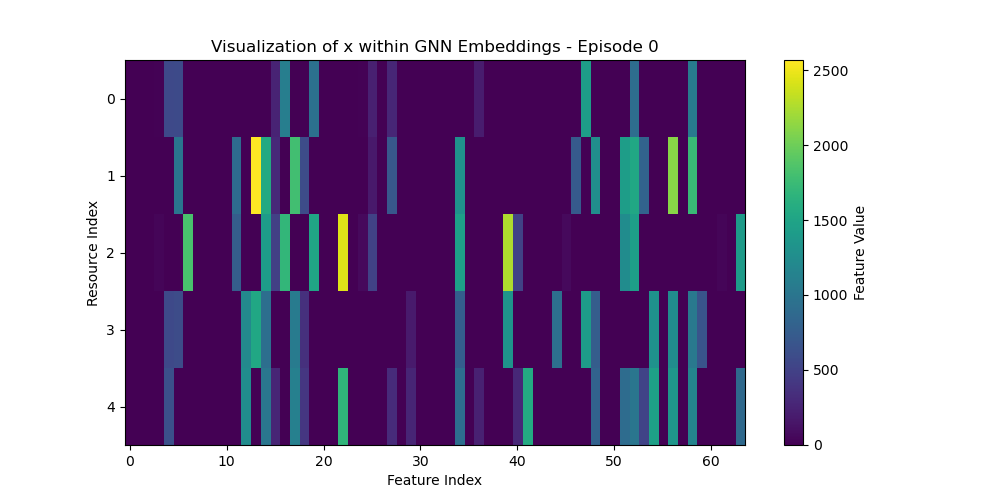 Visualization of x within GNN Embeddings - Episode 0
Resource Index
0
1
2
3
4
0 10 20 30 40 50 60
Feature Index
2500
2000
1500
1000
500
0
Feature Value